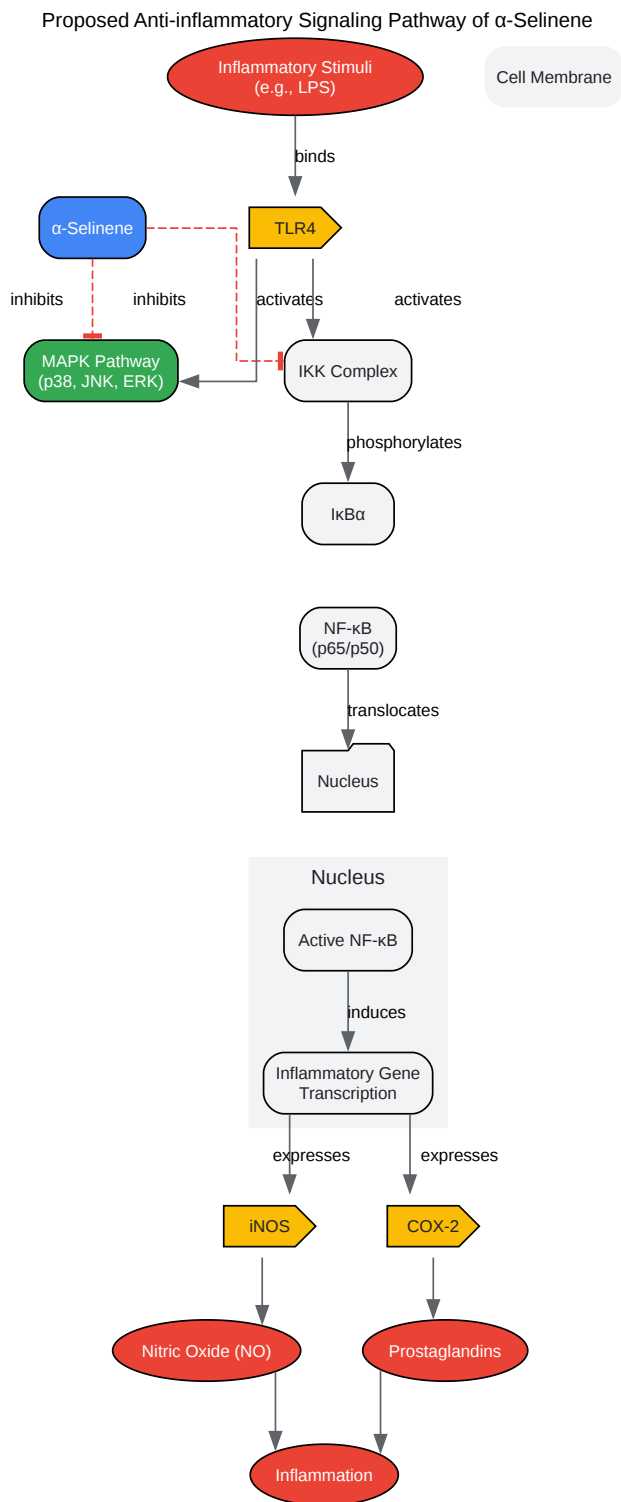 Proposed Anti-inflammatory Signaling Pathway of α-Selinene
Inflammatory Stimuli
(e.g., LPS)
Cell Membrane
binds
α-Selinene
TLR4
inhibits
inhibits
activates
activates
MAPK Pathway
(p38, JNK, ERK)
IKK Complex
phosphorylates
IκBα
NF-κB
(p65/p50)
translocates
Nucleus
Nucleus
Active NF-κB
induces
Inflammatory Gene
Transcription
expresses
expresses
iNOS
COX-2
Nitric Oxide (NO)
Prostaglandins
Inflammation